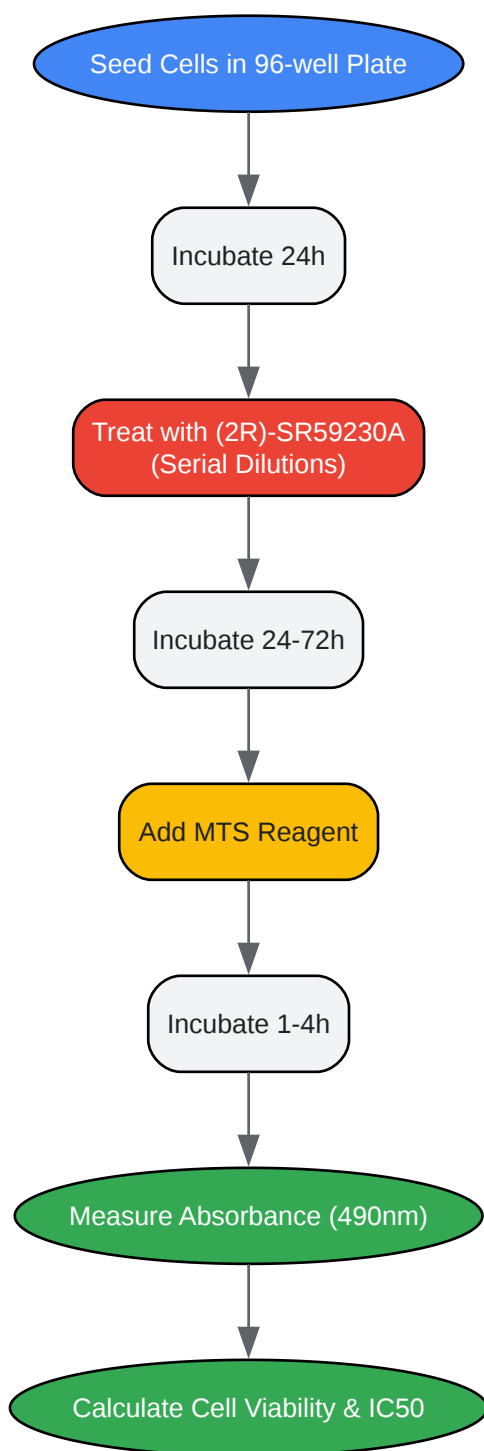 Seed Cells in 96-well Plate
Incubate 24h
Treat with (2R)-SR59230A
(Serial Dilutions)
Incubate 24-72h
Add MTS Reagent
Incubate 1-4h
Measure Absorbance (490nm)
Calculate Cell Viability & IC50